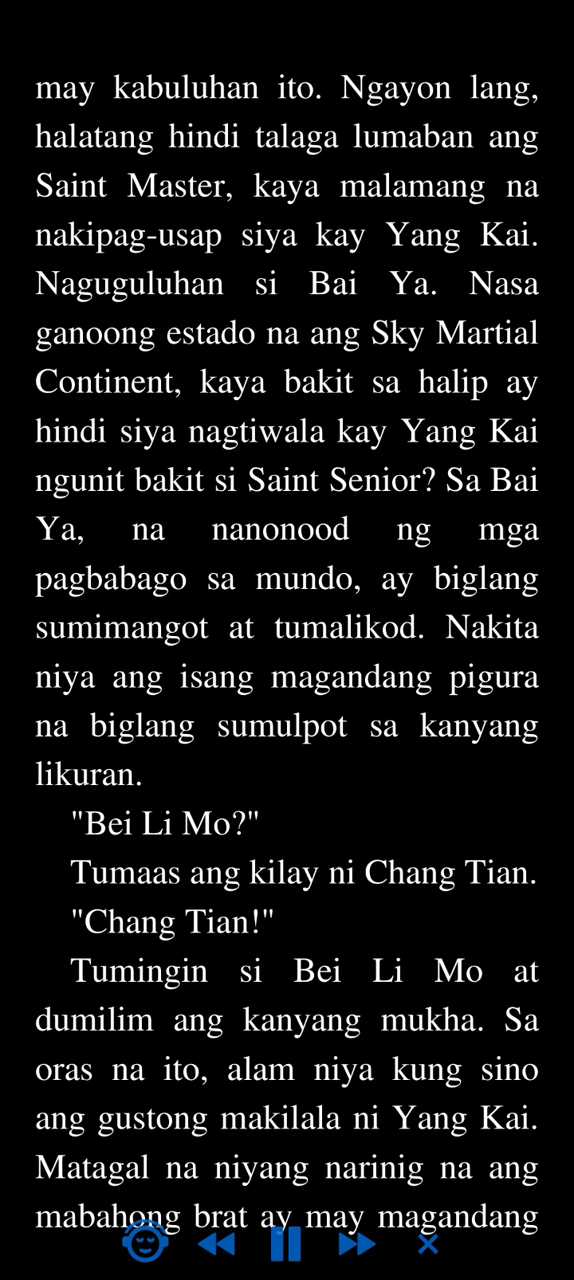 may kabuluhan ito. Ngayon lang,
halatang hindi talaga lumaban ang
Saint Master, kaya malamang na
nakipag-usap siya kay Yang Kai.
Naguguluhan si Bai Ya. Nasa
ganoong estado na ang Sky Martial
Continent, kaya bakit sa halip ay
hindi siya nagtiwala kay Yang Kai
ngunit bakit si Saint Senior? Sa Bai
Ya, na nanonood ng mga
pagbabago sa mundo, ay biglang
sumimangot at tumalikod. Nakita
niya ang isang magandang pigura
na biglang sumulpot sa kanyang
likuran.
"Bei Li Mo?"
Tumaas ang kilay ni Chang Tian.
"Chang Tian!"
Tumingin si Bei Li Mo at
dumilim ang kanyang mukha. Sa
oras na ito, alam niya kung sino
ang gustong makilala ni Yang Kai.
Matagal na niyang narinig na ang
mabahong brat ay may magandang